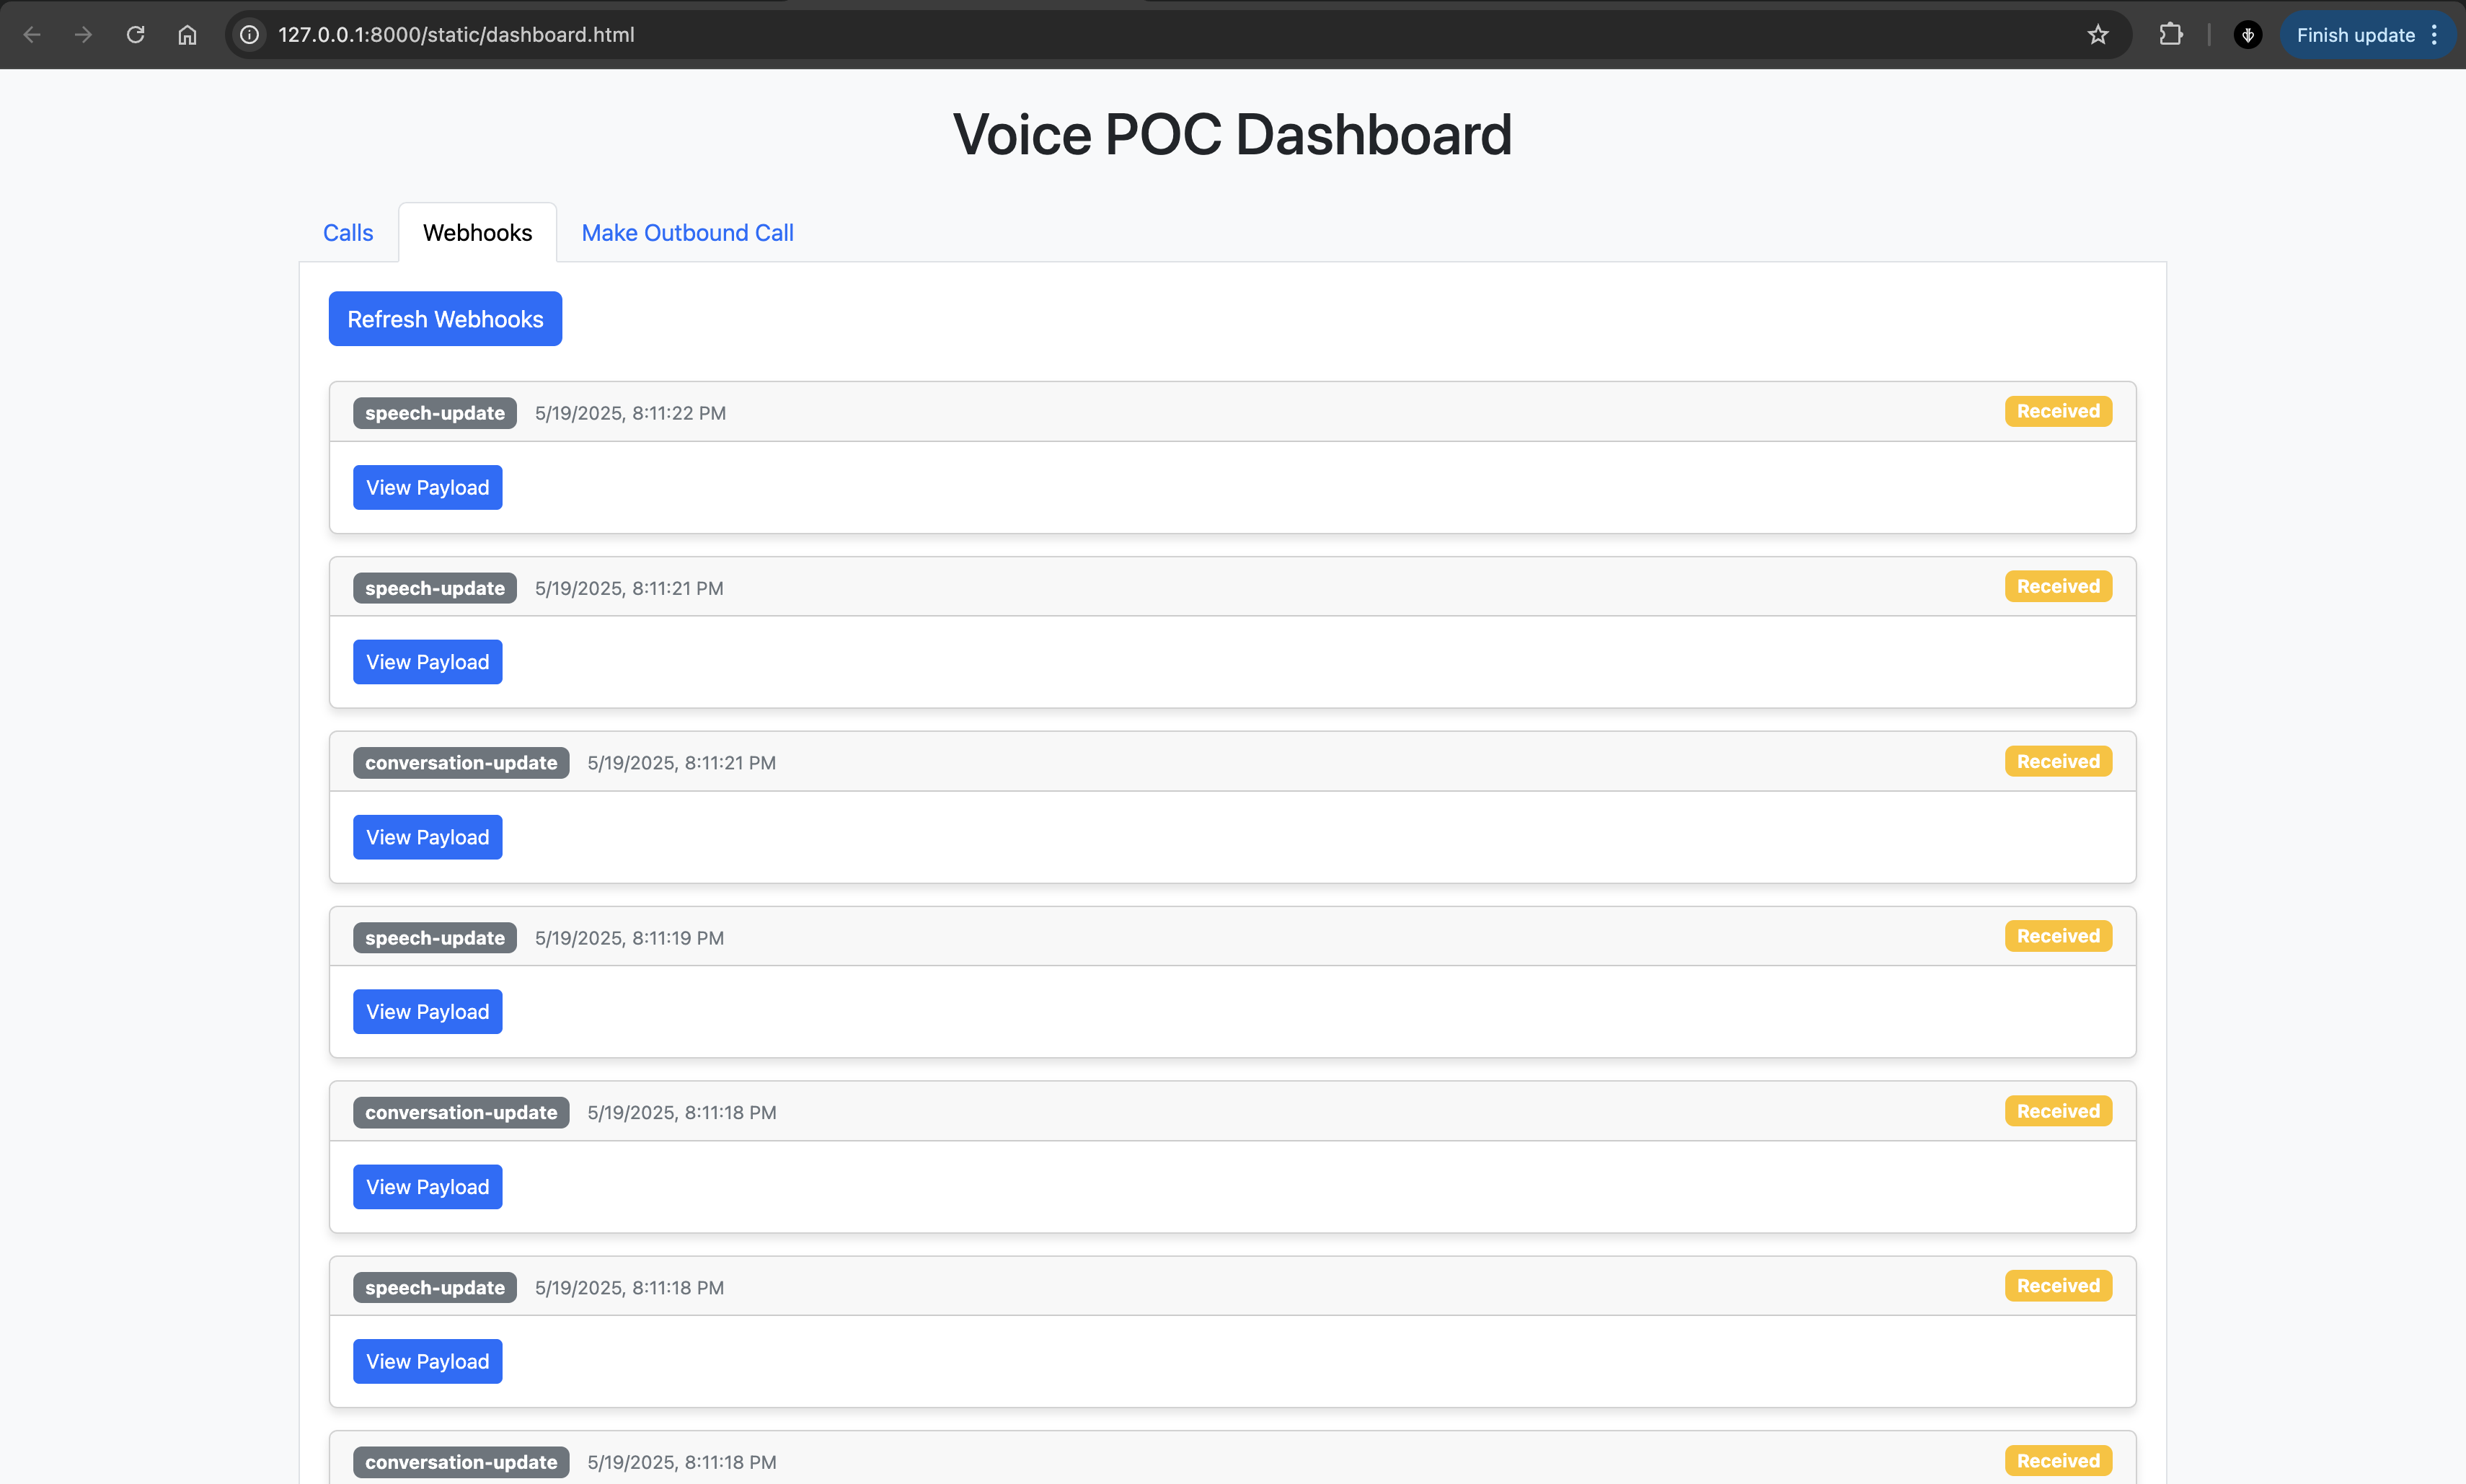 127.0.0.1:8000/static/dashboard.html
Finish update
Voice POC Dashboard
Calls
Webhooks
Make Outbound Call
Refresh Webhooks
speech-update 5/19/2025, 8:11:22 PM Received
View Payload
speech-update 5/19/2025, 8:11:21 PM Received
View Payload
conversation-update 5/19/2025, 8:11:21 PM Received
View Payload
speech-update 5/19/2025, 8:11:19 PM Received
View Payload
conversation-update 5/19/2025, 8:11:18 PM Received
View Payload
speech-update 5/19/2025, 8:11:18 PM Received
View Payload
conversation-update 5/19/2025, 8:11:18 PM Received